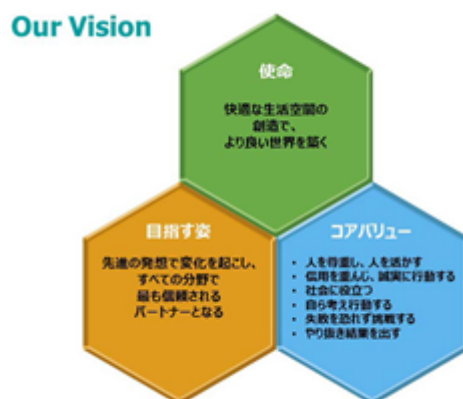 Our Vision
使命
快適な生活空間の
創造で、
より良い世界を築く
目指す姿
先進の発想で変化を起こし、
すべての分野で
最も信頼される
パートナーとなる
コアバリュー
• 人を尊重し、人を活かす
• 信用を重んじ、誠実に行動する
• 社会に役立つ
• 自ら考え行動する
• 失敗を恐れず挑戦する
• やり抜き結果を出す